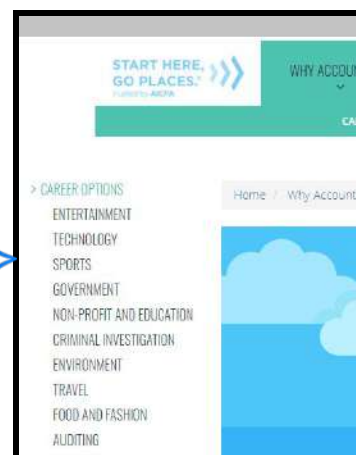 START HERE,
GO PLACES.
WHY ACCOUN
CA
> CAREER OPTIONS
Home / Why Account
ENTERTAINMENT
TECHNOLOGY
SPORTS
GOVERNMENT
NON-PROFIT AND EDUCATION
CRIMINAL INVESTIGATION
ENVIRONMENT
TRAVEL
FOOD AND FASHION
AUDITING